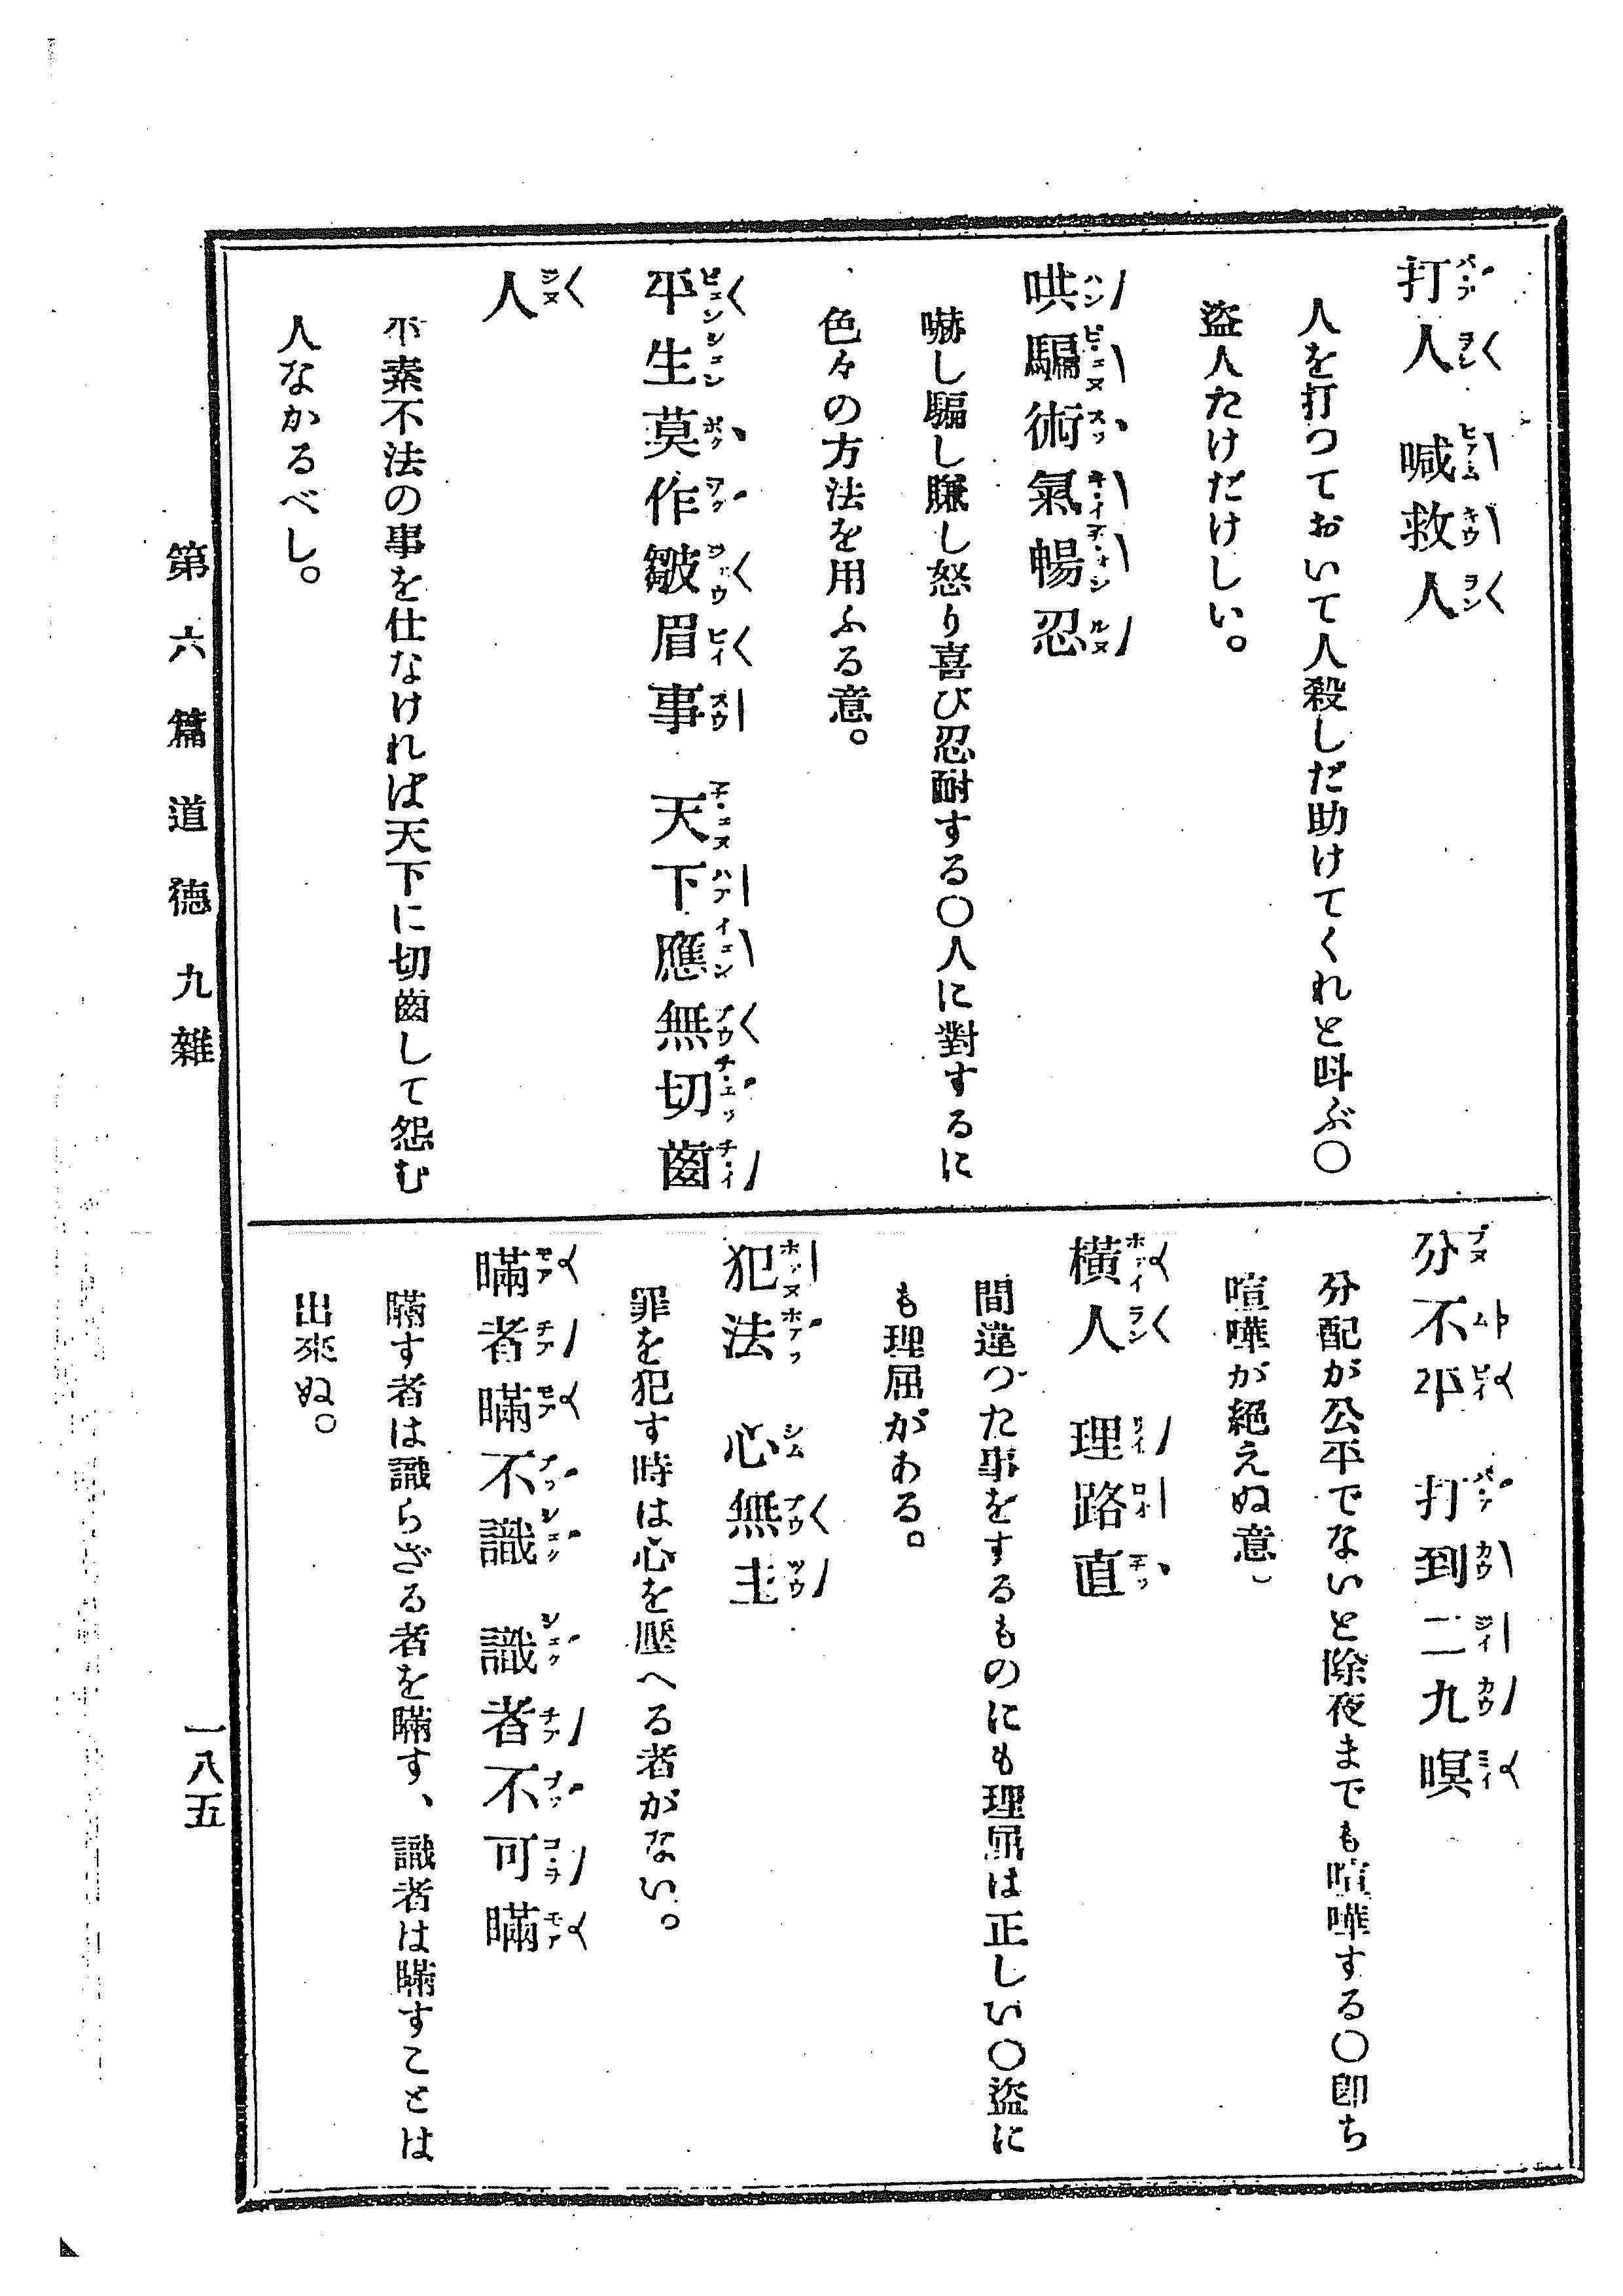 打人 喊救人
人を打つておいて人殺しだ助けてくれと呌ぶ〇
盜人たけだけしい。
哄騙術氣暢忍
嚇し騙し賺し怒り喜び忍耐する〇人に對するに
色々の方法を用ふる意。
平生莫作皺眉事 天下應無切齒
人
平素不法の事を仕なければ天下に切齒して怨む
人なかるべし。
分不平 打到二九暝
分配が公平でないと除夜までも喧嘩する〇卽ち
喧嘩が絕えぬ意)
橫人 理路直
間違つた事をするものにも理屈は正しい〇盜に
も理屈がある。
犯法 心無主
罪を犯す時は心を壓へる者がない。
瞞者瞞不識 識者不可瞞
瞞す者は識らざる者を瞞す、識者は瞞すことは
出來ぬ。
第六篇 道德 九雜
一八五